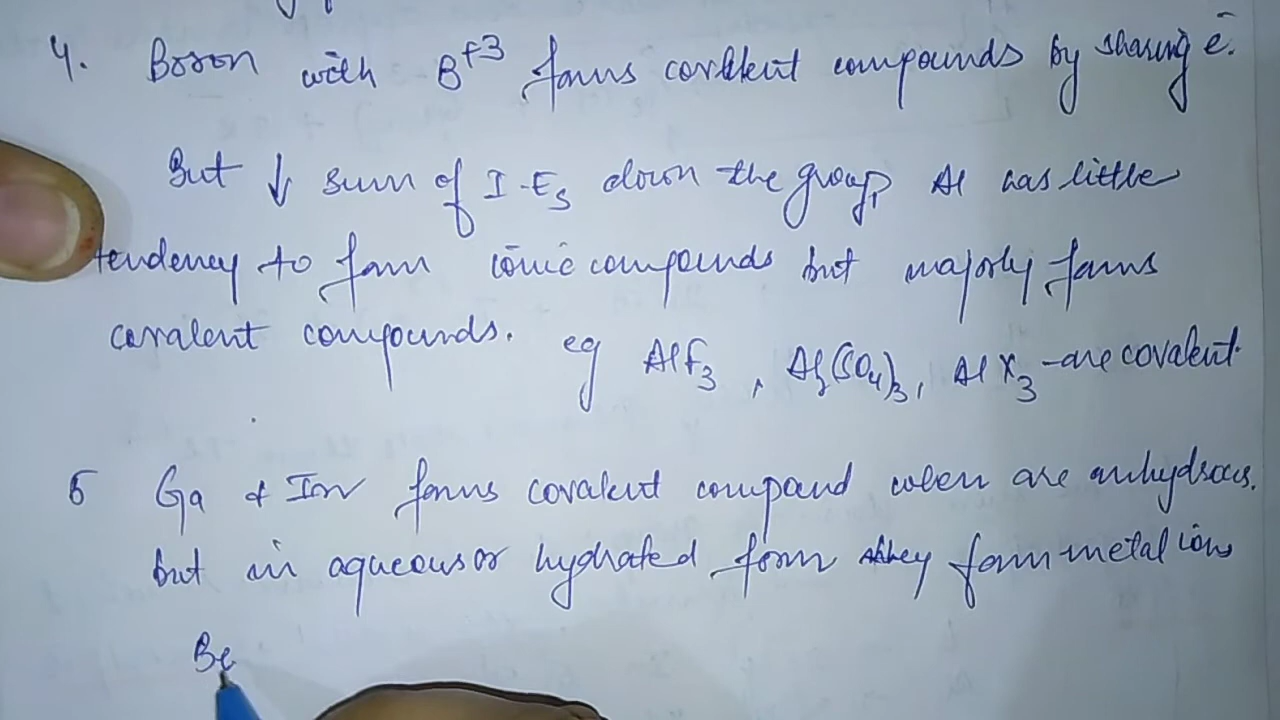 4. Boron with B+3 forms covalent compounds by sharing ē.
But ↓ sum of I.Es down the group, Al has little
tendency to form ionic compounds but majorly forms
covalent compounds. eg AlF3, Al2(SO4)3, AlX3 - are covalent.
5 Ga & In forms covalent compound when are anhydrous.
but in aqueous or hydrated form they form metal ions
Be